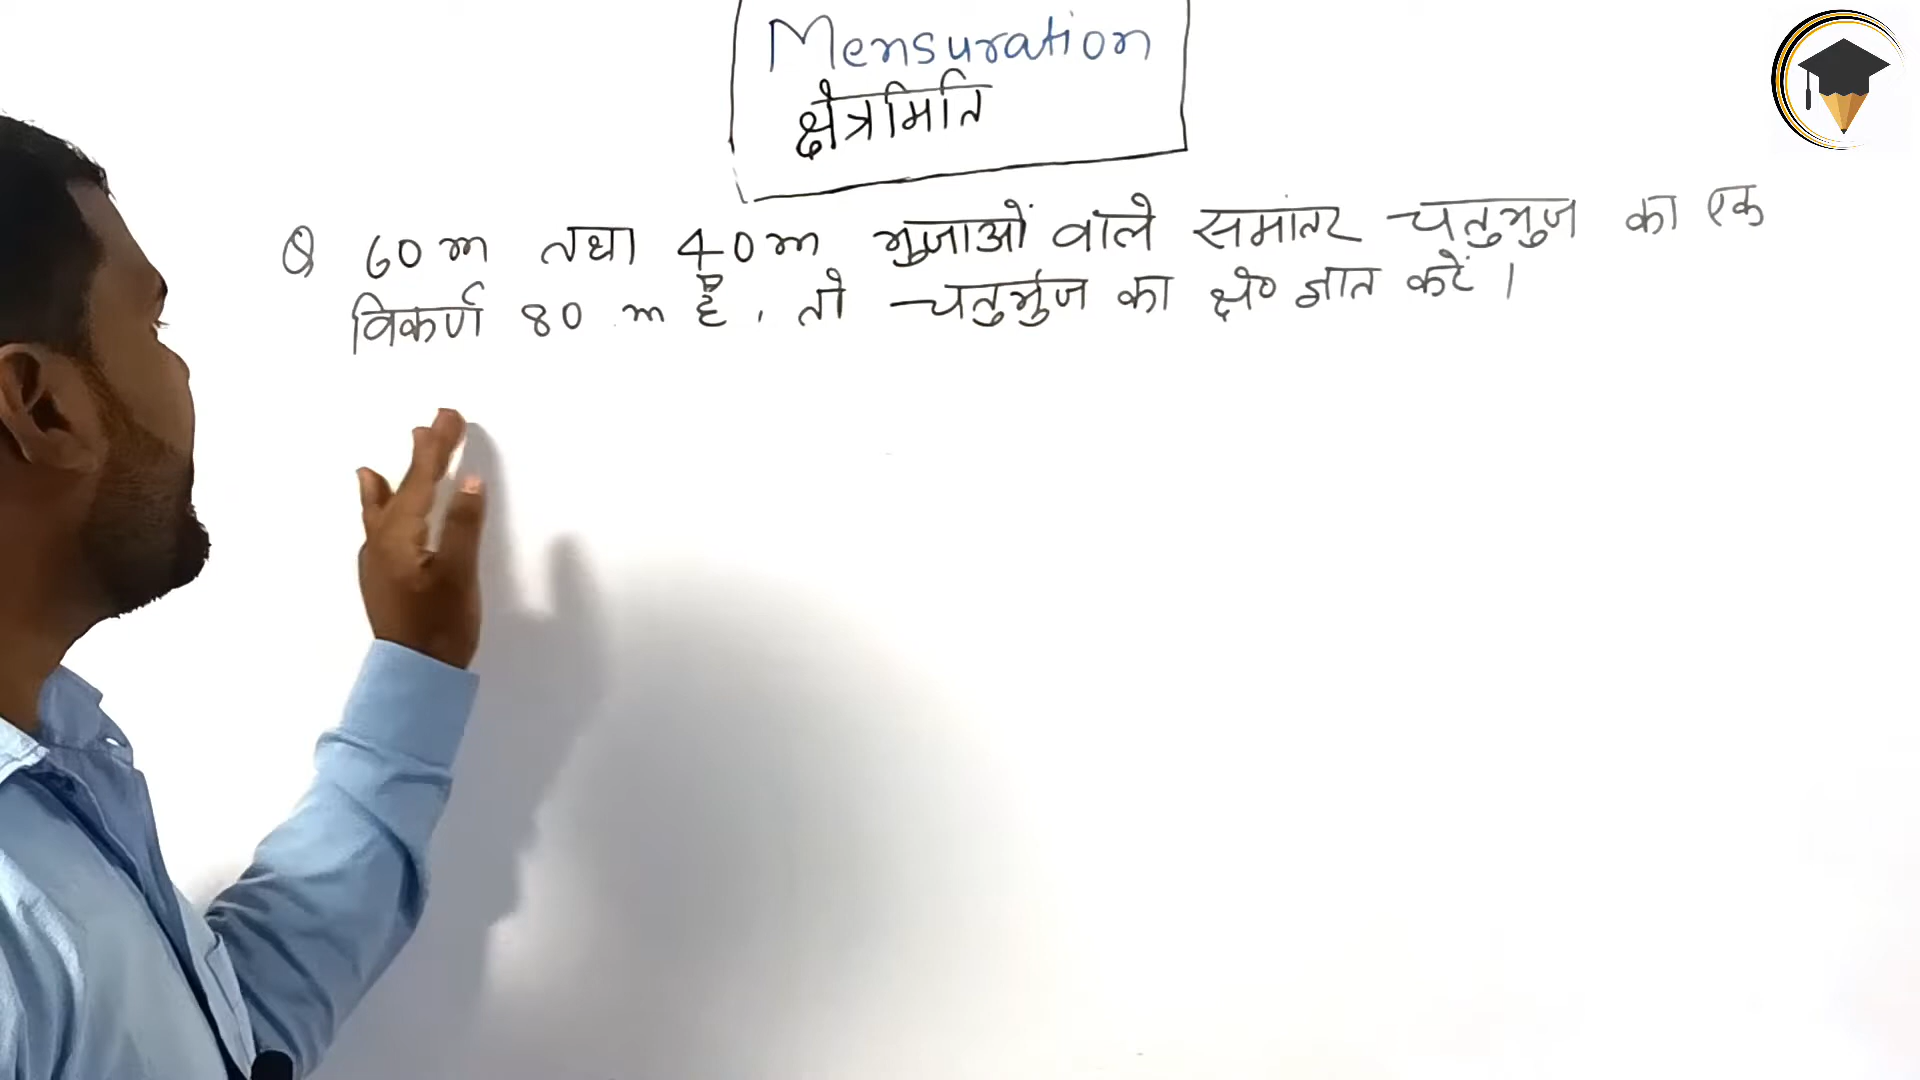 Mensuration
क्षेत्रमिति
Q 60 m तथा 40 m भुजाओं वाले समांतर चतुर्भुज का एक
विकर्ण 80 m है, तो चतुर्भुज का क्षे० ज्ञात करें।